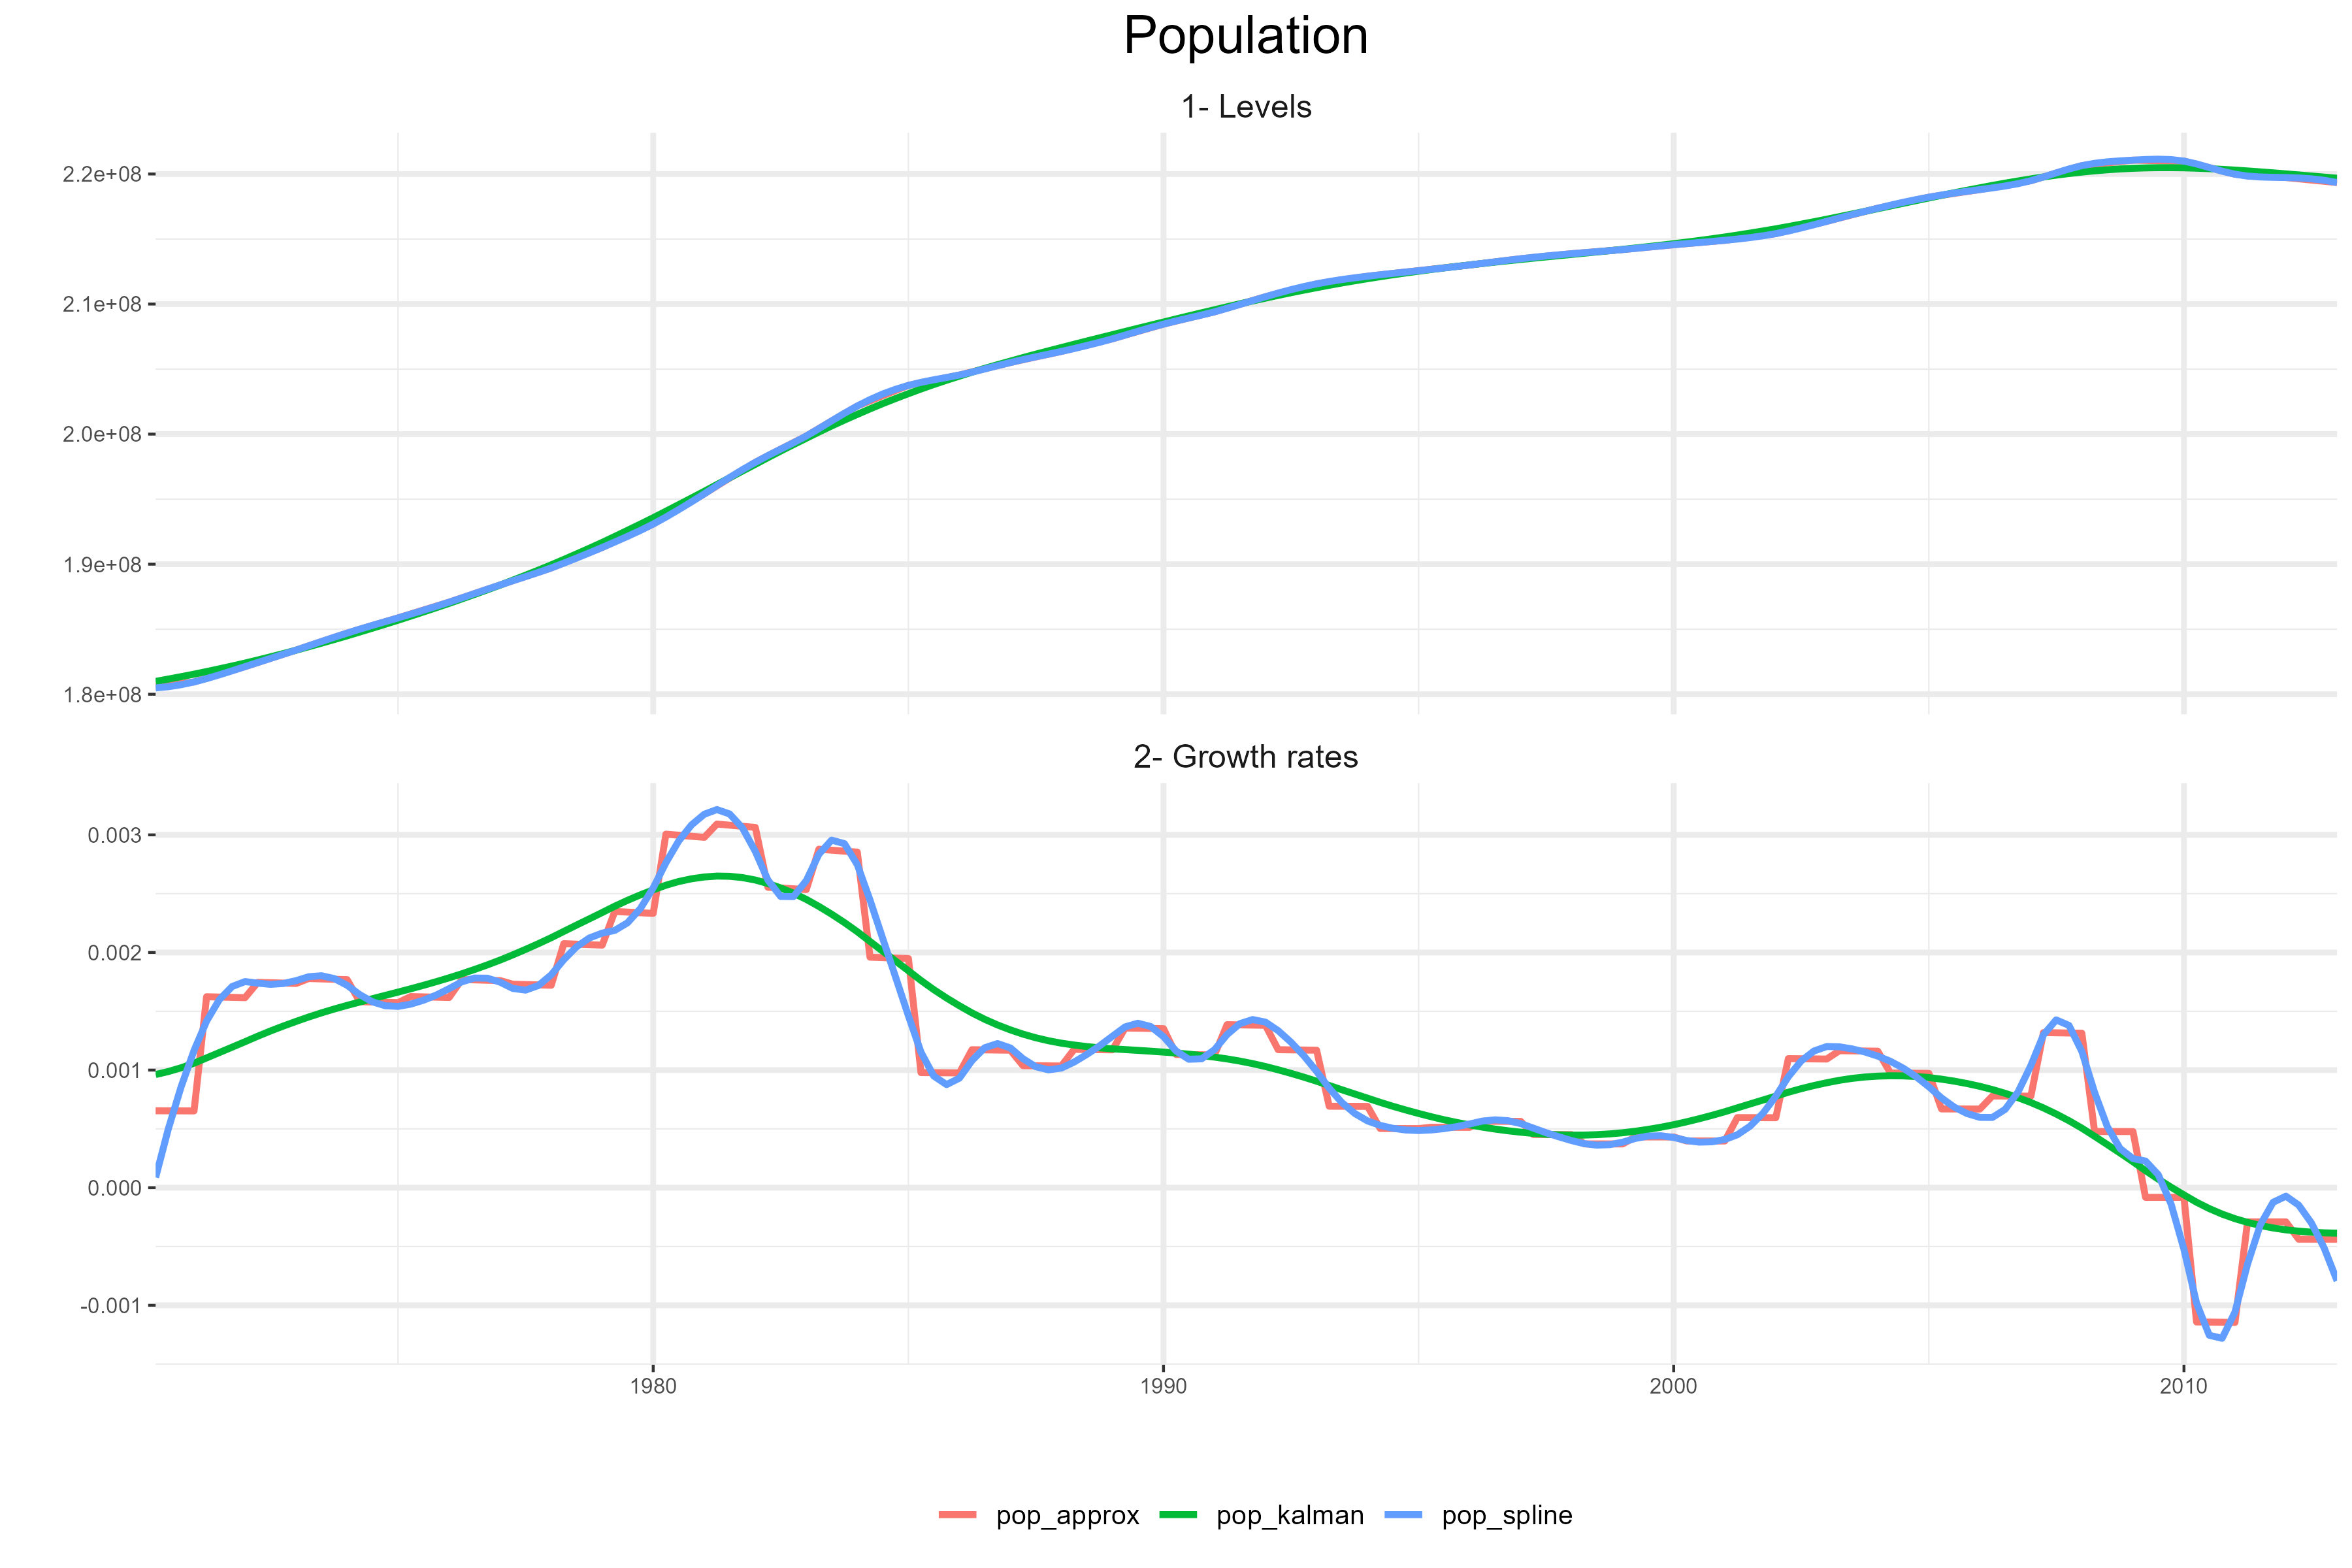 Population
1- Levels
2.2e+08
2.1e+08
2.0e+08
1.9e+08
1.8e+08
2- Growth rates
0.003
0.002
0.001
0.000
-0.001
1980 1990 2000 2010
pop_approx pop_kalman pop_spline